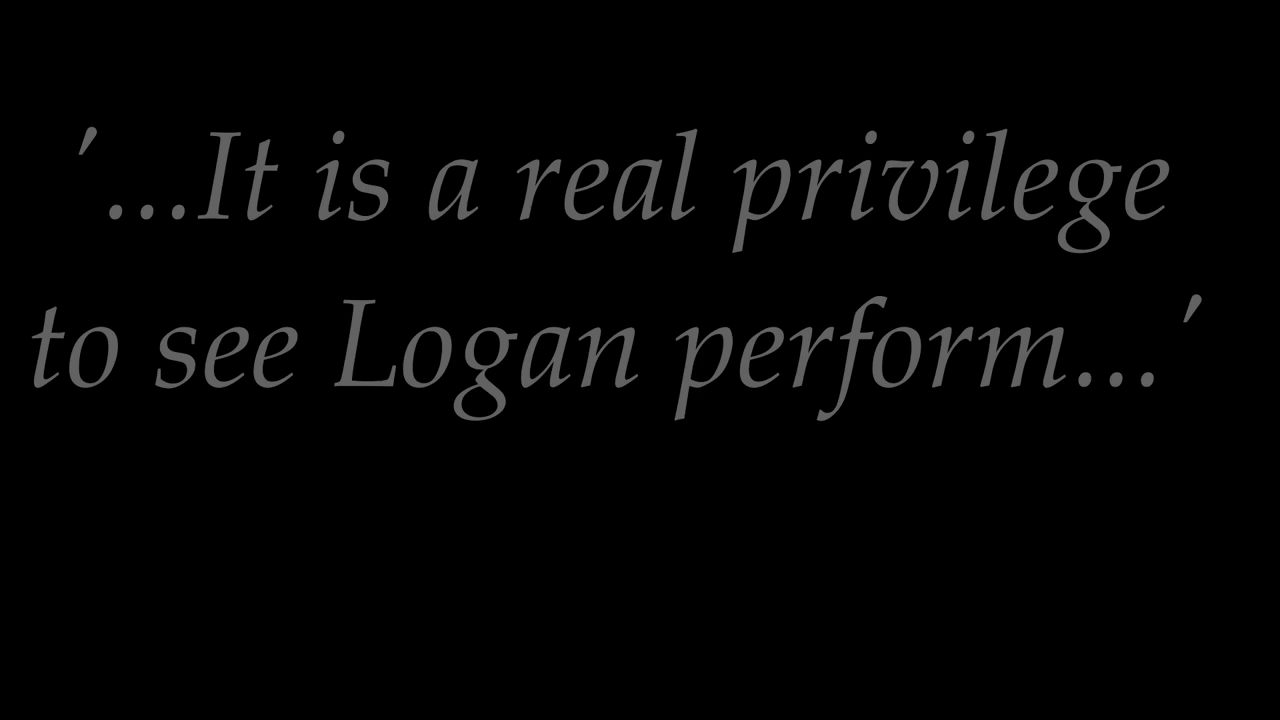 '...It is a real privilege
to see Logan perform...'